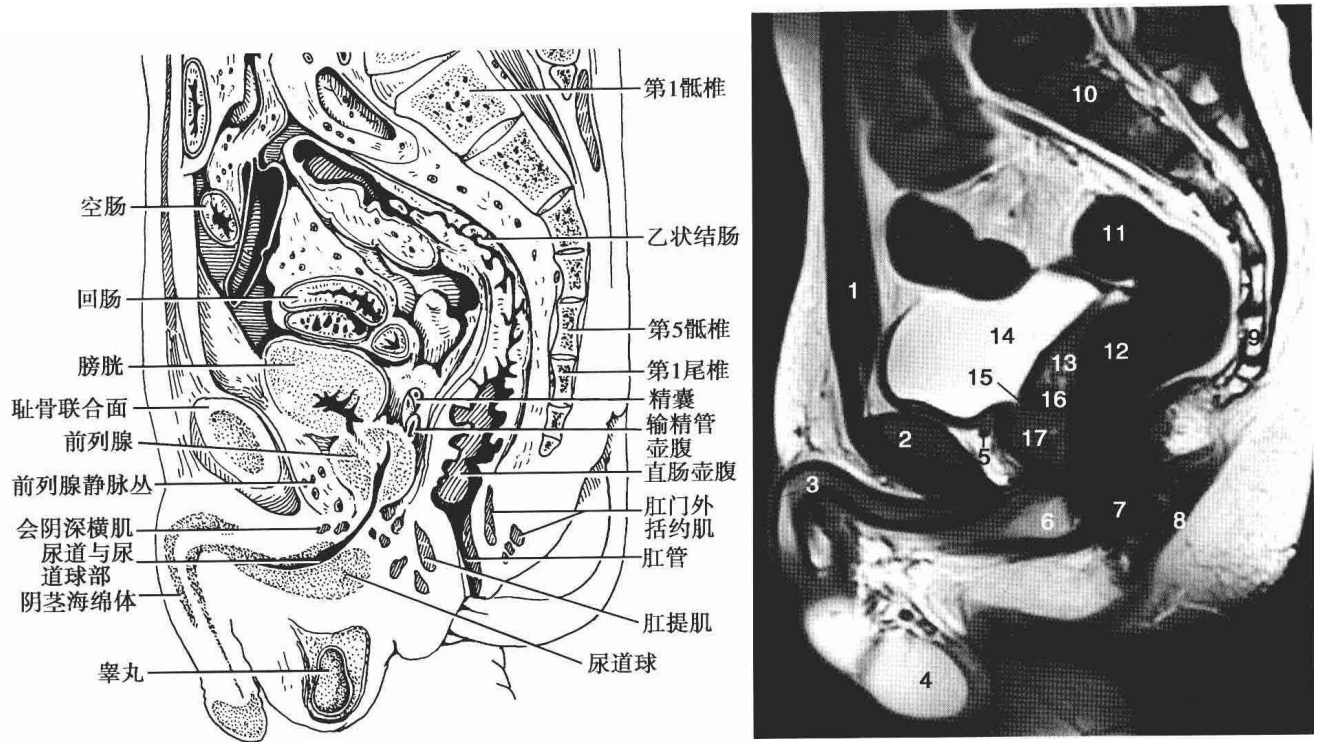 第1骶椎
空肠
乙状结肠
回肠
第5骶椎
膀胱
第1尾椎
耻骨联合面
精囊
前列腺
输精管
壶腹
直肠壶腹
前列腺静脉丛
肛门外
括约肌
会阴深横肌
尿道与尿
道球部
肛管
阴茎海绵体
肛提肌
尿道球
睾丸
10
11
1
14
9
12
13
15
16
2
17
5
3
6
7
8
4